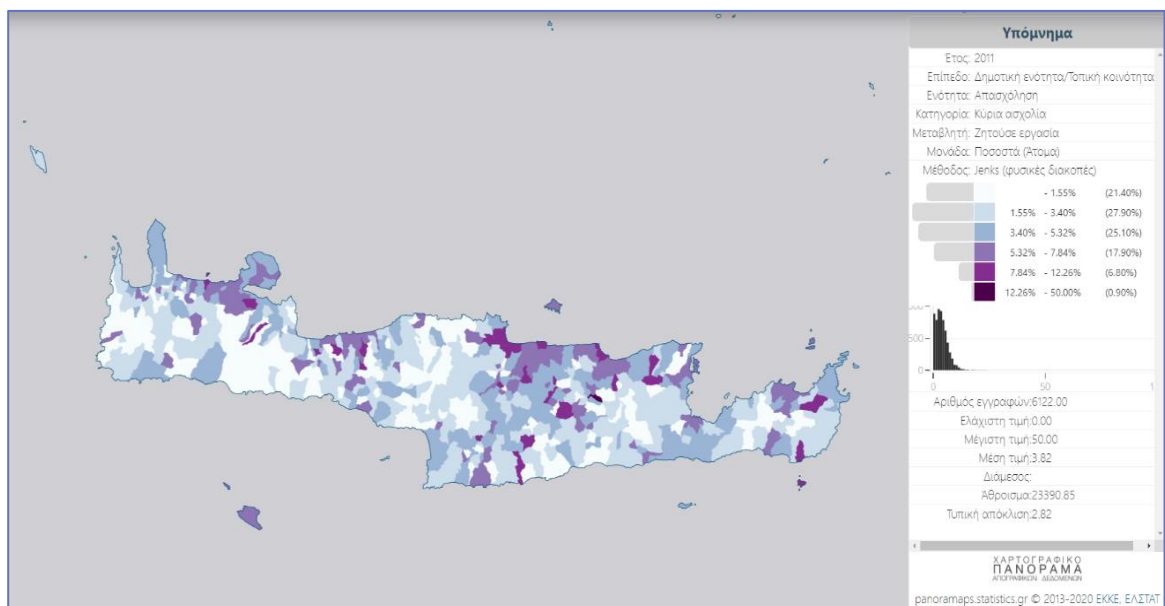 Υπόμνημα
Έτος: 2011
Επίπεδο: Δημοτική ενότητα/Τοπική κοινότητα
Ενότητα: Απασχόληση
Κατηγορία: Κύρια ασχολία
Μεταβλητή: Ζητούσε εργασία
Μονάδα: Ποσοστά (Άτομα)
Μέθοδος: Jenks (φυσικές διακοπές)
- 1.55% (21.40%)
1.55% - 3.40% (27.90%)
3.40% - 5.32% (25.10%)
5.32% - 7.84% (17.90%)
7.84% - 12.26% (6.80%)
12.26% - 50.00% (0.90%)
500-
0-
0 50 1
Αριθμός εγγραφών:6122.00
Ελάχιστη τιμή:0.00
Μέγιστη τιμή:50.00
Μέση τιμή:3.82
Διάμεσος:
Άθροισμα:23390.85
Τυπική απόκλιση:2.82
ΧΑΡΤΟΓΡΑΦΙΚΟ
ΠΑΝΟΡΑΜΑ
ΑΠΟΓΡΑΦΙΚΩΝ ΔΕΔΟΜΕΝΩΝ
panoramaps.statistics.gr © 2013-2020 ΕΚΚΕ, ΕΛΣΤΑΤ